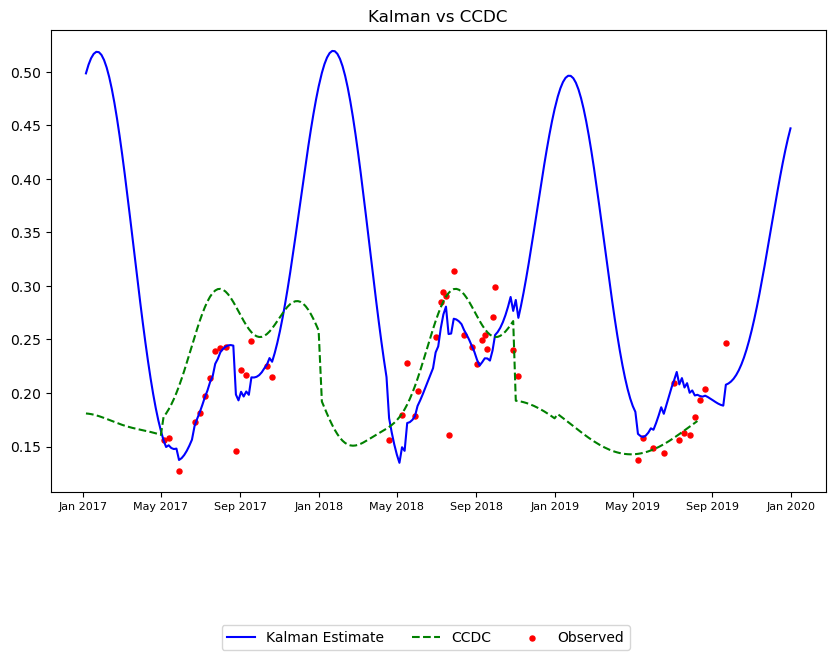 Kalman vs CCDC
0.50
0.45
0.40
0.35
0.30
0.25
0.20
0.15
Jan 2017 May 2017 Sep 2017 Jan 2018 May 2018 Sep 2018 Jan 2019 May 2019 Sep 2019 Jan 2020
Kalman Estimate CCDC Observed